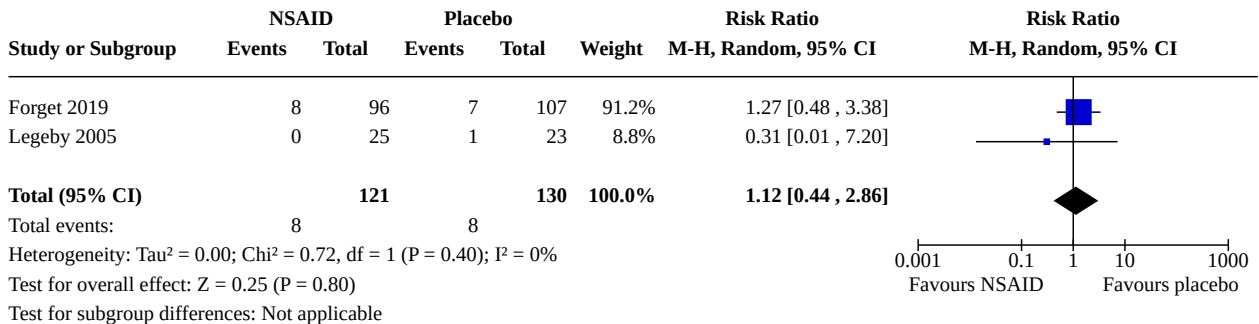 NSAID Placebo Risk Ratio Risk Ratio
Study or Subgroup Events Total Events Total Weight M-H, Random, 95% CI M-H, Random, 95% CI
Forget 2019 8 96 7 107 91.2% 1.27 [0.48 , 3.38]
Legeby 2005 0 25 1 23 8.8% 0.31 [0.01 , 7.20]
Total (95% CI) 121 130 100.0% 1.12 [0.44 , 2.86]
Total events: 8 8
Heterogeneity: Tau² = 0.00; Chi² = 0.72, df = 1 (P = 0.40); I² = 0%
0.001 0.1 1 10 1000
Test for overall effect: Z = 0.25 (P = 0.80) Favours NSAID Favours placebo
Test for subgroup differences: Not applicable